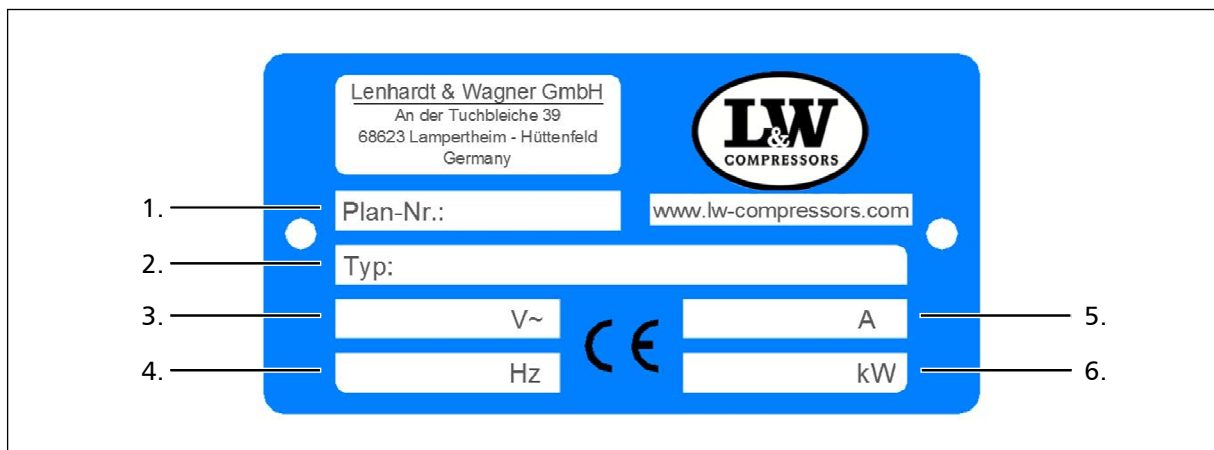 Lenhardt & Wagner GmbH
An der Tuchbleiche 39
68623 Lampertheim - Hüttenfeld
Germany
L&W
COMPRESSORS
1. Plan-Nr.:
www.lw-compressors.com
2. Typ:
3. V~
CE
A 5.
4. Hz
kW 6.